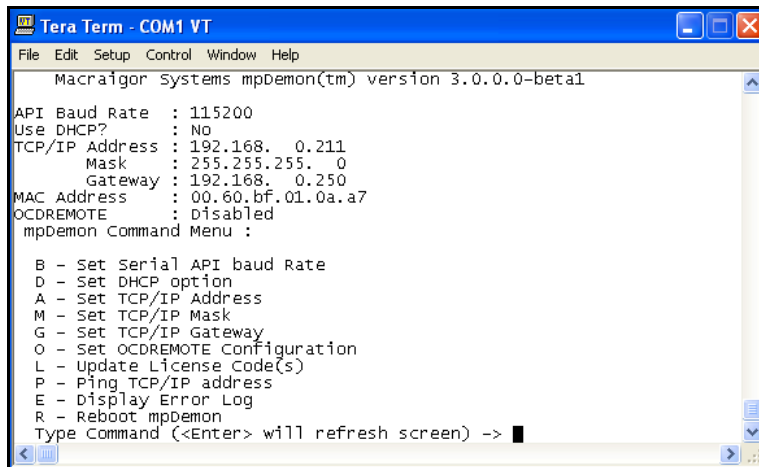 Tera Term - COM1 VT
File Edit Setup Control Window Help
Macraigor Systems mpDemon(tm) version 3.0.0.0-beta1
API Baud Rate : 115200
Use DHCP? : No
TCP/IP Address : 192.168. 0.211
Mask : 255.255.255. 0
Gateway : 192.168. 0.250
MAC Address : 00.60.bf.01.0a.a7
OCDREMOTE : Disabled
mpDemon Command Menu :
B - Set Serial API baud Rate
D - Set DHCP option
A - Set TCP/IP Address
M - Set TCP/IP Mask
G - Set TCP/IP Gateway
O - Set OCDREMOTE Configuration
L - Update License Code(s)
P - Ping TCP/IP address
E - Display Error Log
R - Reboot mpDemon
Type Command (<Enter> will refresh screen) ->